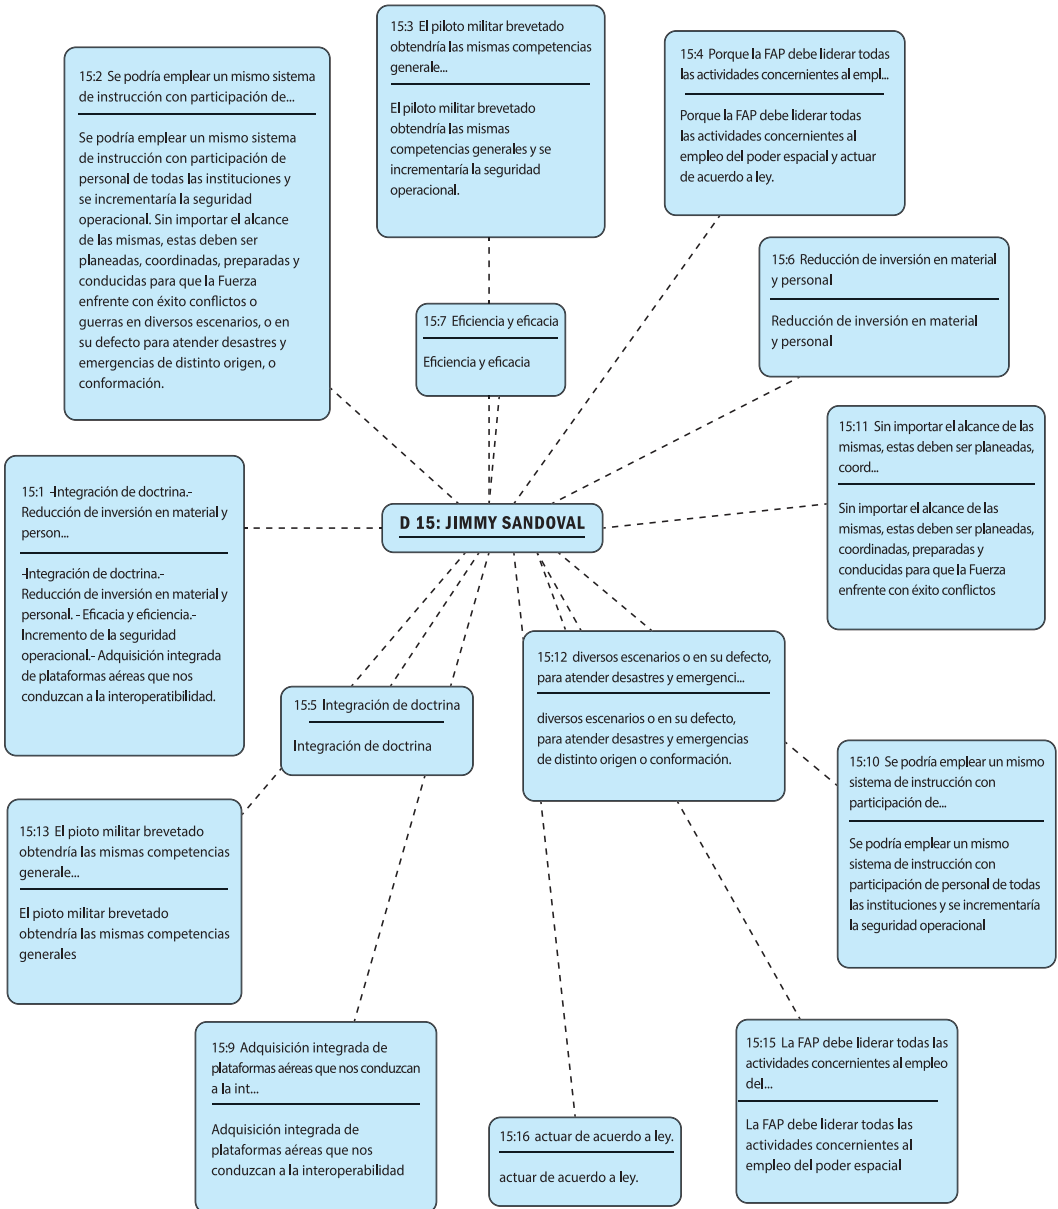 15:3 El piloto militar brevetado
obtendría las mismas competencias
generale...
El piloto militar brevetado
obtendría las mismas
competencias generales y se
incrementaría la seguridad
operacional.
15:4 Porque la FAP debe liderar todas
las actividades concernientes al empl...
Porque la FAP debe liderar todas
las actividades concernientes al
empleo del poder espacial y actuar
de acuerdo a ley.
15:2 Se podría emplear un mismo sistema
de instrucción con participación de...
Se podría emplear un mismo sistema
de instrucción con participación de
personal de todas las instituciones y
se incrementaría la seguridad
operacional. Sin importar el alcance
de las mismas, estas deben ser
planeadas, coordinadas, preparadas y
conducidas para que la Fuerza
enfrente con éxito conflictos o
guerras en diversos escenarios, o en
su defecto para atender desastres y
emergencias de distinto origen, o
conformación.
15:6 Reducción de inversión en material
y personal
Reducción de inversión en material
y personal
15:7 Eficiencia y eficacia
Eficiencia y eficacia
15:11 Sin importar el alcance de las
mismas, estas deben ser planeadas,
coord...
Sin importar el alcance de las
mismas, estas deben ser planeadas,
coordinadas, preparadas y
conducidas para que la Fuerza
enfrente con éxito conflictos
15:1 -Integración de doctrina.-
Reducción de inversión en material y
person...
-Integración de doctrina.-
Reducción de inversión en material y
personal. - Eficacia y eficiencia.-
Incremento de la seguridad
operacional.- Adquisición integrada
de plataformas aéreas que nos
conduzcan a la interoperatibilidad.
D 15: JIMMY SANDOVAL
15:12 diversos escenarios o en su defecto,
para atender desastres y emergenci...
diversos escenarios o en su defecto,
para atender desastres y emergencias
de distinto origen o conformación.
15:5 Integración de doctrina
Integración de doctrina
15:10 Se podría emplear un mismo
sistema de instrucción con
participación de...
Se podría emplear un mismo
sistema de instrucción con
participación de personal de todas
las instituciones y se incrementaría
la seguridad operacional
15:13 El pioto militar brevetado
obtendría las mismas competencias
generale...
El pioto militar brevetado
obtendría las mismas competencias
generales
15:9 Adquisición integrada de
plataformas aéreas que nos conduzcan
a la int...
Adquisición integrada de
plataformas aéreas que nos
conduzcan a la interoperabilidad
15:16 actuar de acuerdo a ley.
actuar de acuerdo a ley.
15:15 La FAP debe liderar todas las
actividades concernientes al empleo
del...
La FAP debe liderar todas las
actividades concernientes al
empleo del poder espacial